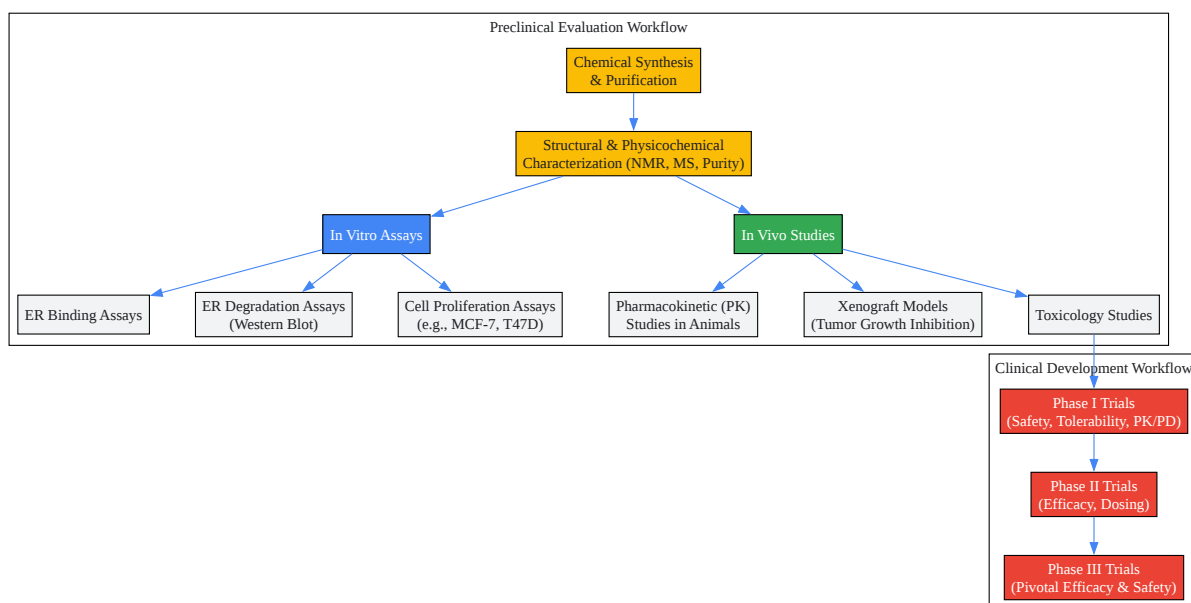 Preclinical Evaluation Workflow
Chemical Synthesis
& Purification
Structural & Physicochemical
Characterization (NMR, MS, Purity)
In Vitro Assays
In Vivo Studies
ER Binding Assays
ER Degradation Assays
(Western Blot)
Cell Proliferation Assays
(e.g., MCF-7, T47D)
Pharmacokinetic (PK)
Studies in Animals
Xenograft Models
(Tumor Growth Inhibition)
Toxicology Studies
Clinical Development Workflow
Phase I Trials
(Safety, Tolerability, PK/PD)
Phase II Trials
(Efficacy, Dosing)
Phase III Trials
(Pivotal Efficacy & Safety)